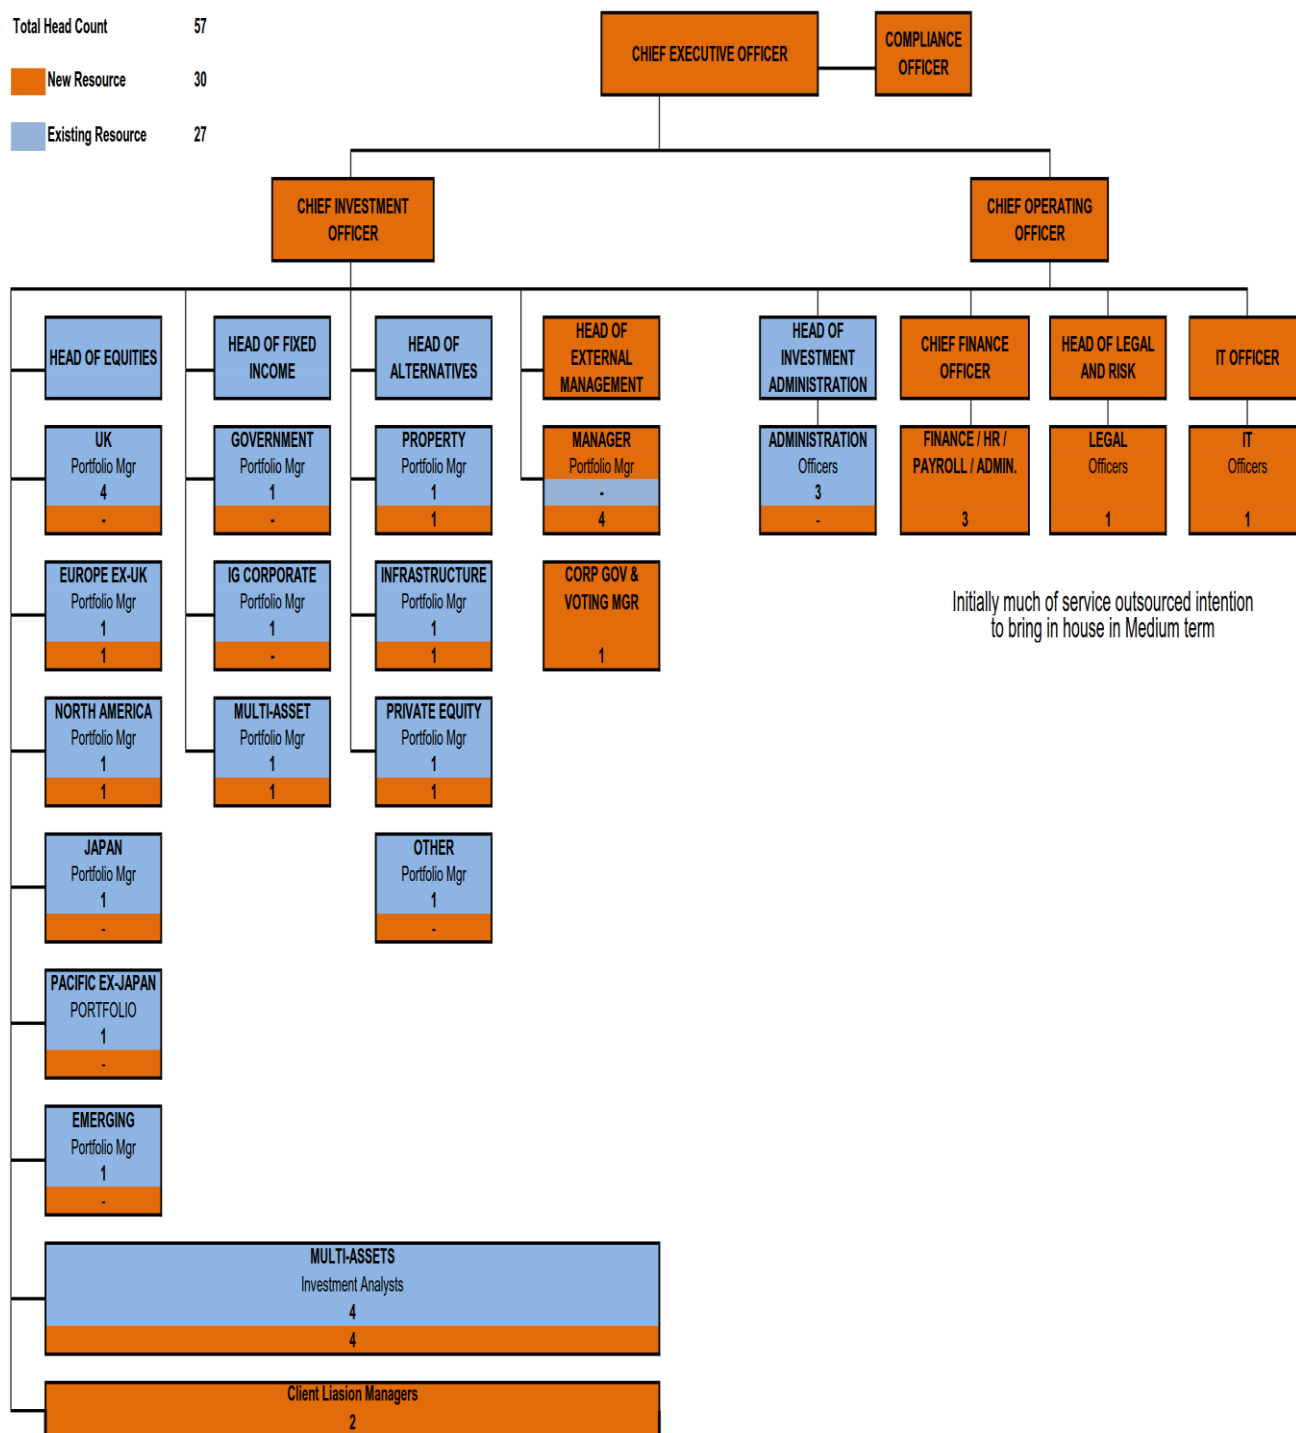 Total Head Count 57
New Resource 30
Existing Resource 27
CHIEF EXECUTIVE OFFICER
COMPLIANCE
OFFICER
CHIEF INVESTMENT
OFFICER
CHIEF OPERATING
OFFICER
HEAD OF EQUITIES
HEAD OF FIXED
INCOME
HEAD OF
ALTERNATIVES
HEAD OF
EXTERNAL
MANAGEMENT
HEAD OF
INVESTMENT
ADMINISTRATION
CHIEF FINANCE
OFFICER
HEAD OF LEGAL
AND RISK
IT OFFICER
UK
Portfolio Mgr
4
-
GOVERNMENT
Portfolio Mgr
1
-
PROPERTY
Portfolio Mgr
1
1
MANAGER
Portfolio Mgr
-
4
ADMINISTRATION
Officers
3
-
FINANCE / HR /
PAYROLL / ADMIN.
3
LEGAL
Officers
1
IT
Officers
1
EUROPE EX-UK
Portfolio Mgr
1
1
IG CORPORATE
Portfolio Mgr
1
-
INFRASTRUCTURE
Portfolio Mgr
1
1
CORP GOV &
VOTING MGR
1
Initially much of service outsourced intention
to bring in house in Medium term
NORTH AMERICA
Portfolio Mgr
1
1
MULTI-ASSET
Portfolio Mgr
1
1
PRIVATE EQUITY
Portfolio Mgr
1
1
JAPAN
Portfolio Mgr
1
-
OTHER
Portfolio Mgr
1
-
PACIFIC EX-JAPAN
PORTFOLIO
1
-
EMERGING
Portfolio Mgr
1
-
MULTI-ASSETS
Investment Analysts
4
4
Client Liasion Managers
2